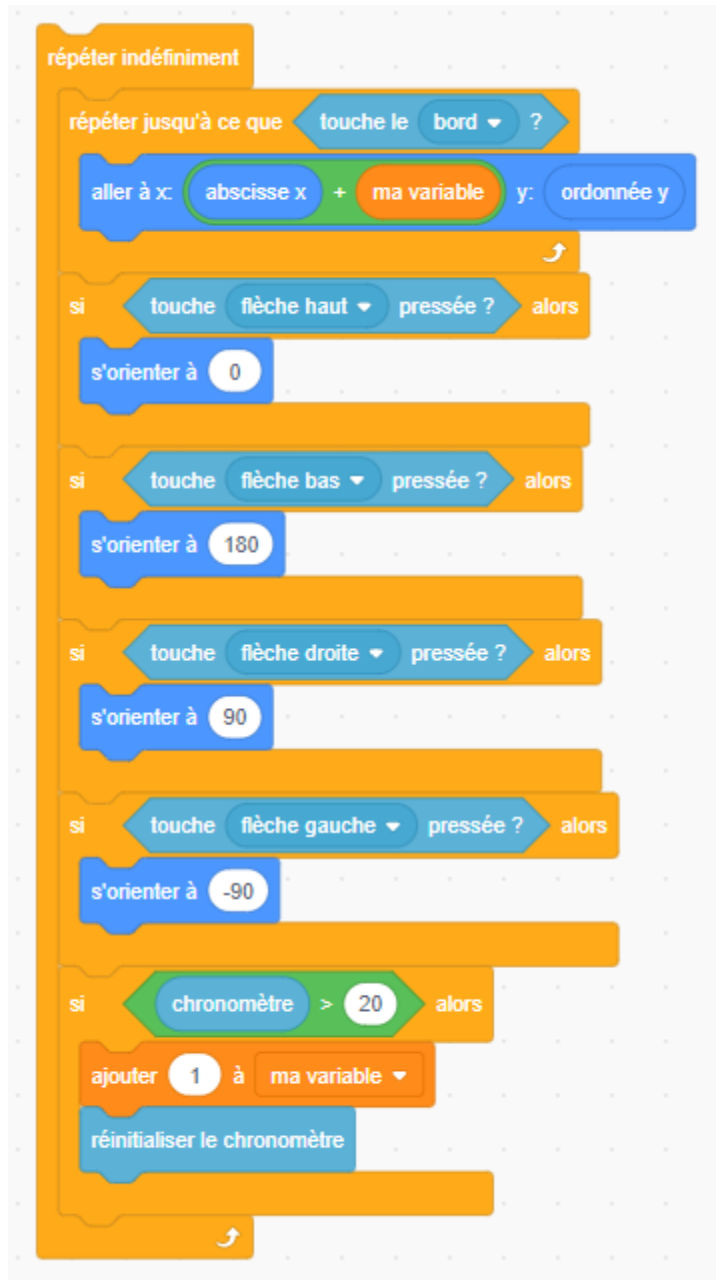 répéter indéfiniment
répéter jusqu'à ce que touche le bord ?
aller à x: abscisse x + ma variable y: ordonnée y
si touche flèche haut pressée ? alors
s'orienter à 0
si touche flèche bas pressée ? alors
s'orienter à 180
si touche flèche droite pressée ? alors
s'orienter à 90
si touche flèche gauche pressée ? alors
s'orienter à -90
si chronomètre > 20 alors
ajouter 1 à ma variable
réinitialiser le chronomètre